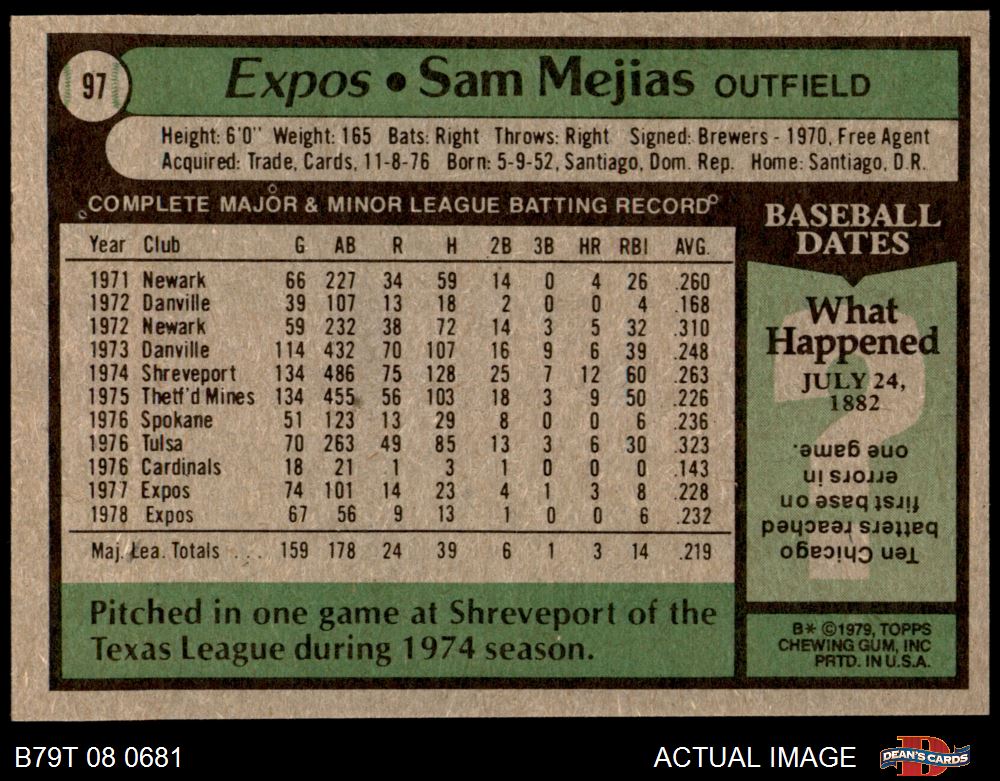 97
Expos • Sam Mejias OUTFIELD
Height: 6'0" Weight: 165 Bats: Right Throws: Right Signed: Brewers - 1970, Free Agent
Acquired: Trade, Cards, 11-8-76 Born: 5-9-52, Santiago, Dom. Rep. Home: Santiago, D.R.
COMPLETE MAJOR & MINOR LEAGUE BATTING RECORD
Year Club G AB R H 2B 3B HR RBI AVG.
1971 Newark 66 227 34 59 14 0 4 26 .260
1972 Danville 39 107 13 18 2 0 0 4 .168
1972 Newark 59 232 38 72 14 3 5 32 .310
1973 Danville 114 432 70 107 16 9 6 39 .248
1974 Shreveport 134 486 75 128 25 7 12 60 .263
1975 Thetf'd Mines 134 455 56 103 18 3 9 50 .226
1976 Spokane 51 123 13 29 8 0 0 6 .236
1976 Tulsa 70 263 49 85 13 3 6 30 .323
1976 Cardinals 18 21 1 3 1 0 0 0 .143
1977 Expos 74 101 14 23 4 1 3 8 .228
1978 Expos 67 56 9 13 1 0 0 6 .232
Maj. Lea. Totals . . . 159 178 24 39 6 1 3 14 .219
Pitched in one game at Shreveport of the
Texas League during 1974 season.
BASEBALL
DATES
What
Happened
JULY 24,
1882
Ten Chicago
batters reached
first base on
errors in
one game.
B* ©1979, TOPPS
CHEWING GUM, INC
PRTD. IN U.S.A.
B79T 08 0681
ACTUAL IMAGE
DEAN'S CARDS